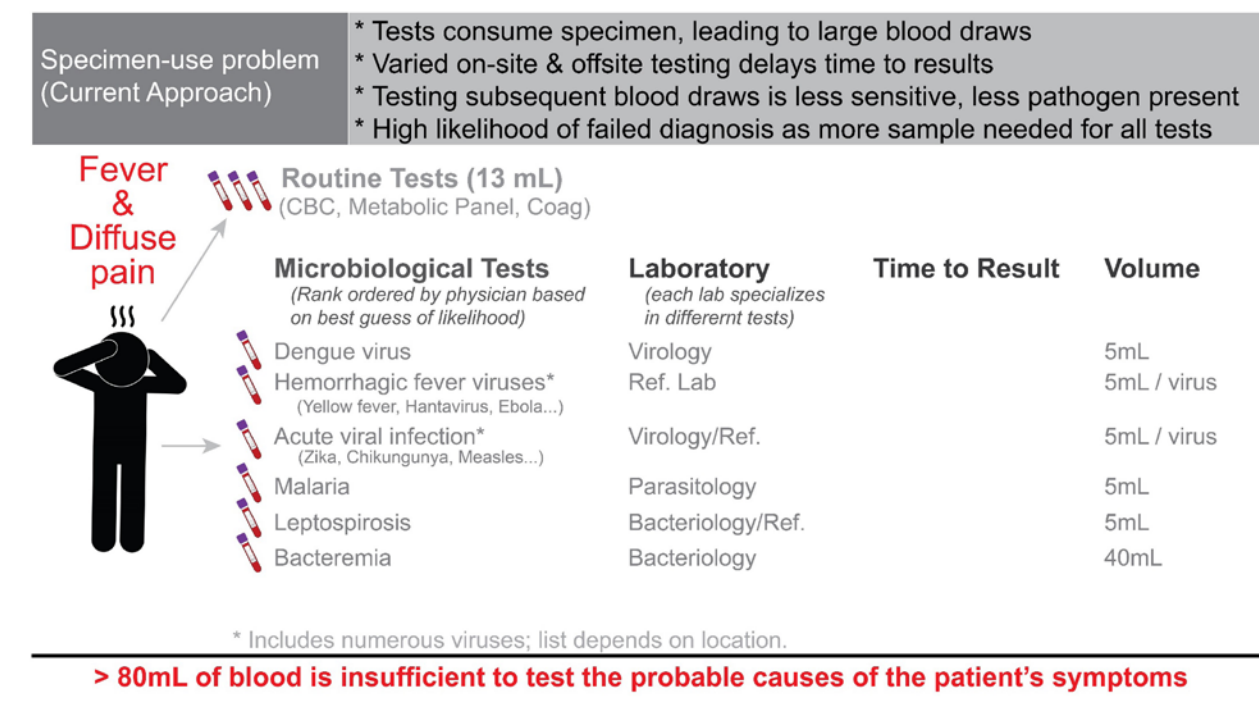 Specimen-use problem
(Current Approach)
* Tests consume specimen, leading to large blood draws
* Varied on-site & offsite testing delays time to results
* Testing subsequent blood draws is less sensitive, less pathogen present
* High likelihood of failed diagnosis as more sample needed for all tests
Fever
&
Diffuse
pain
Routine Tests (13 mL)
(CBC, Metabolic Panel, Coag)
Microbiological Tests Laboratory Time to Result Volume
(Rank ordered by physician based (each lab specializes
on best guess of likelihood) in differernt tests)
Dengue virus Virology 5mL
Hemorrhagic fever viruses* Ref. Lab 5mL / virus
(Yellow fever, Hantavirus, Ebola...)
Acute viral infection* Virology/Ref. 5mL / virus
(Zika, Chikungunya, Measles...)
Malaria Parasitology 5mL
Leptospirosis Bacteriology/Ref. 5mL
Bacteremia Bacteriology 40mL
* Includes numerous viruses; list depends on location.
> 80mL of blood is insufficient to test the probable causes of the patient's symptoms